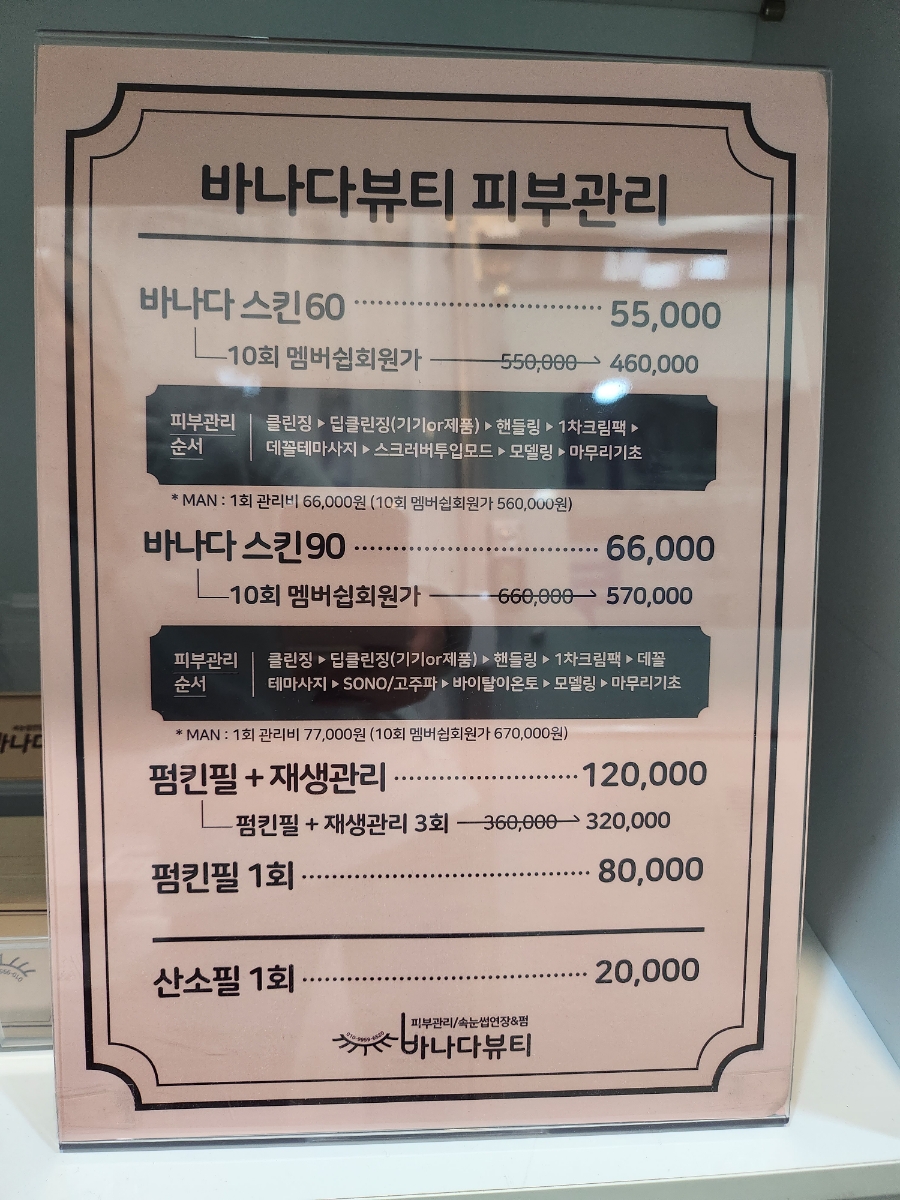 바나다뷰티 피부관리
바나다 스킨60 55,000
10회 멤버쉽회원가 550,000 460,000
피부관리 클린징 ▸ 딥클린징(기기or제품) ▸ 핸들링 ▸ 1차크림팩 ▸
순서 데꼴테마사지 ▸ 스크러버투입모드 ▸ 모델링 ▸ 마무리기초
* MAN : 1회 관리비 66,000원 (10회 멤버쉽회원가 560,000원)
바나다 스킨90 66,000
10회 멤버쉽회원가 660,000 570,000
피부관리 클린징 ▸ 딥클린징(기기or제품) ▸ 핸들링 ▸ 1차크림팩 ▸ 데꼴
순서 테마사지 ▸ SONO/고주파 ▸ 바이탈이온토 ▸ 모델링 ▸ 마무리기초
* MAN : 1회 관리비 77,000원 (10회 멤버쉽회원가 670,000원)
펌킨필 + 재생관리 120,000
펌킨필 + 재생관리 3회 360,000 320,000
펌킨필 1회 80,000
산소필 1회 20,000
피부관리/속눈썹연장&펌
바나다뷰티